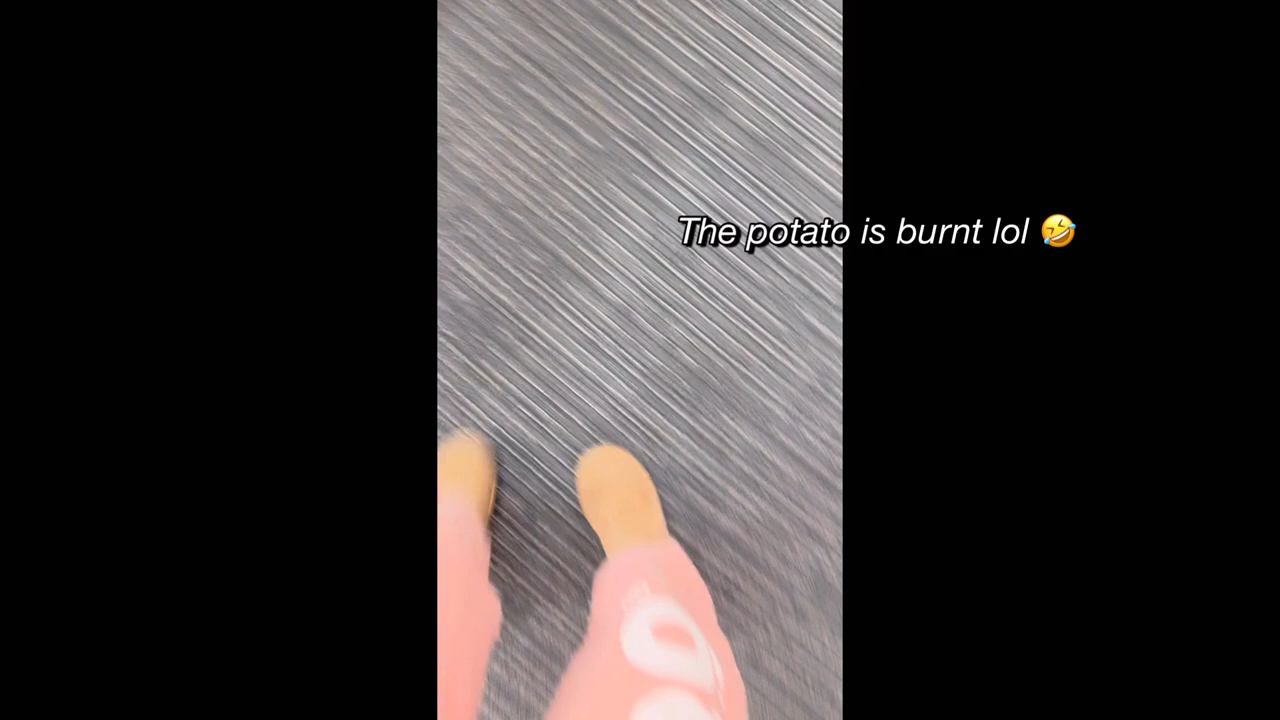 The potato is burnt lol 🤣